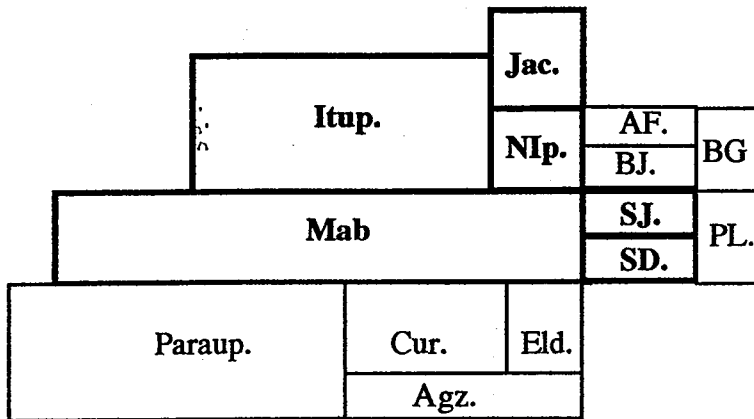 Jac.
Itup.
NIp.
AF.
BJ.
BG
Mab
SJ.
SD.
PL.
Paraup.
Cur.
Eld.
Agz.